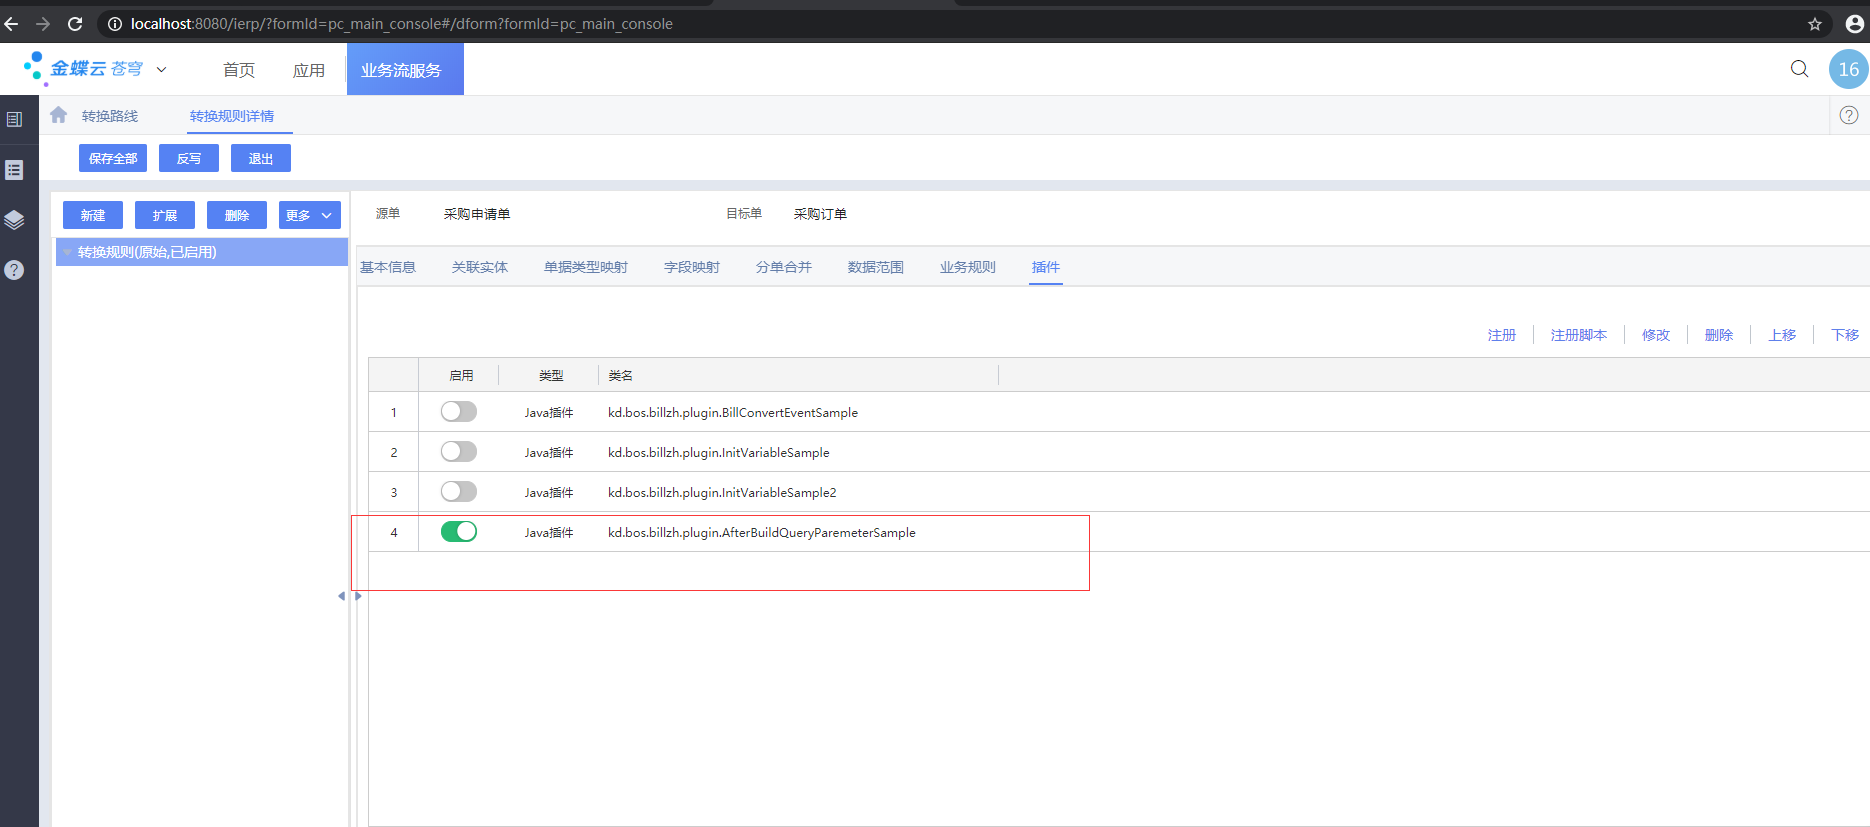 localhost:8080/ierp/?formId=pc_main_console#/dform?formId=pc_main_console
金蝶云 苍穹 首页 应用 业务流服务 16
转换路线 转换规则详情
保存全部 反写 退出
新建 扩展 删除 更多
转换规则(原始,已启用)
源单 采购申请单 目标单 采购订单
基本信息 关联实体 单据类型映射 字段映射 分单合并 数据范围 业务规则 插件
注册 注册脚本 修改 删除 上移 下移
启用 类型 类名
1 Java插件 kd.bos.billzh.plugin.BillConvertEventSample
2 Java插件 kd.bos.billzh.plugin.InitVariableSample
3 Java插件 kd.bos.billzh.plugin.InitVariableSample2
4 Java插件 kd.bos.billzh.plugin.AfterBuildQueryParemeterSample